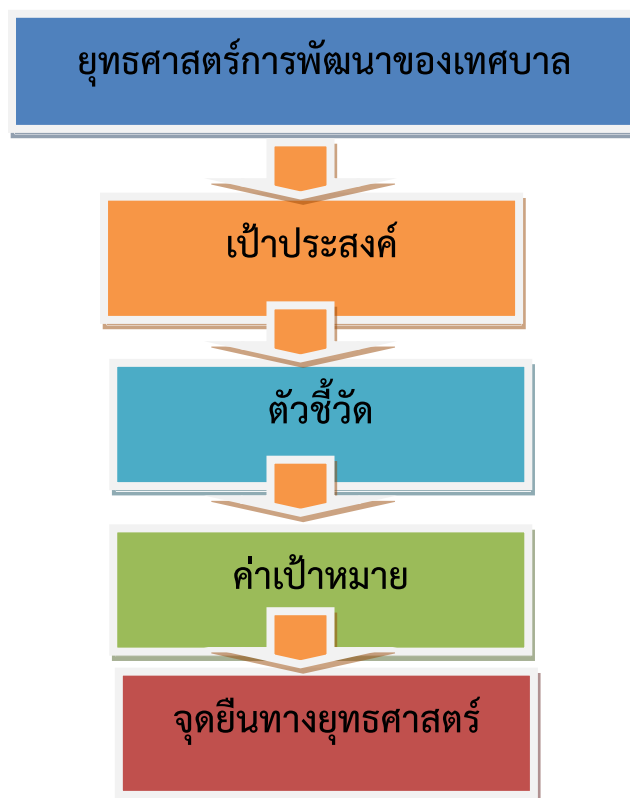 ยุทธศาสตร์การพัฒนาของเทศบาล
เป้าประสงค์
ตัวชี้วัด
ค่าเป้าหมาย
จุดยืนทางยุทธศาสตร์